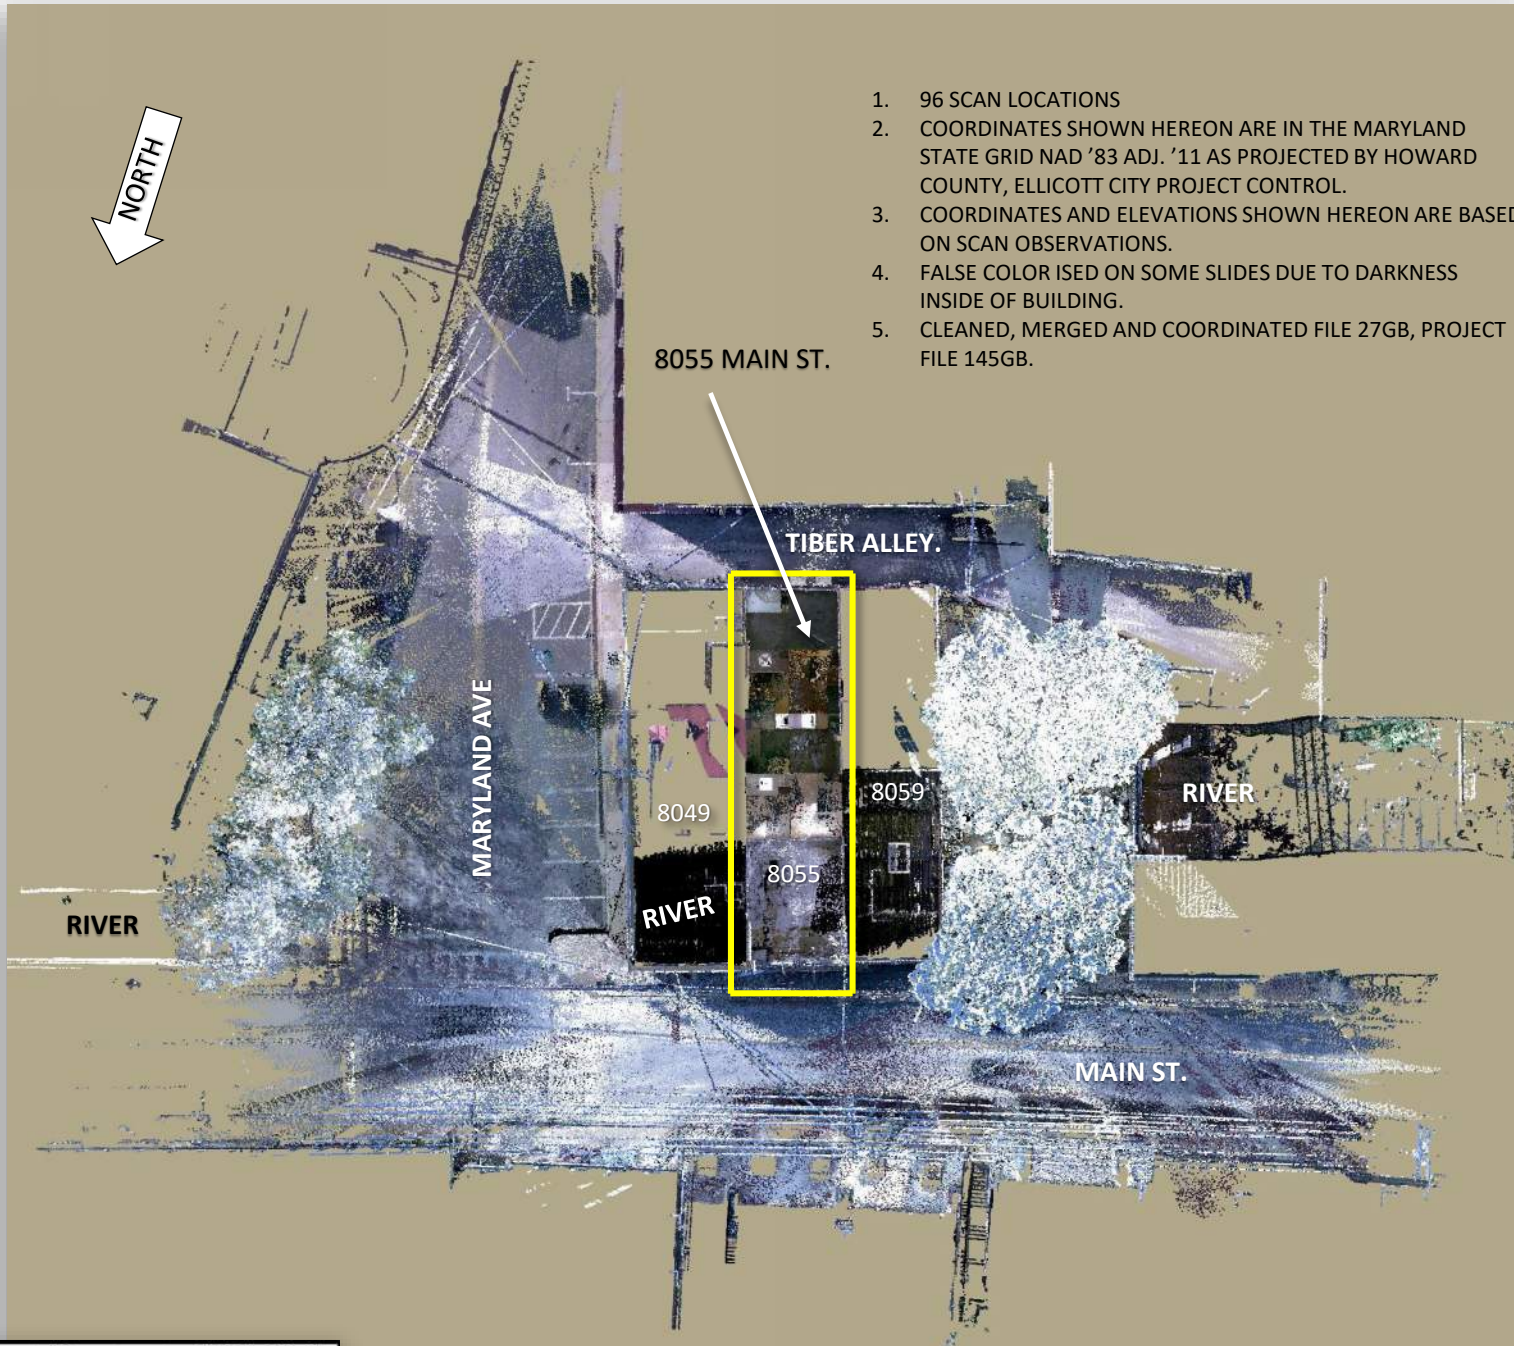 1. 96 SCAN LOCATIONS
2. COORDINATES SHOWN HEREON ARE IN THE MARYLAND
STATE GRID NAD ’83 ADJ. ’11 AS PROJECTED BY HOWARD
COUNTY, ELLICOTT CITY PROJECT CONTROL.
3. COORDINATES AND ELEVATIONS SHOWN HEREON ARE BASED
ON SCAN OBSERVATIONS.
4. FALSE COLOR ISED ON SOME SLIDES DUE TO DARKNESS
INSIDE OF BUILDING.
5. CLEANED, MERGED AND COORDINATED FILE 27GB, PROJECT
FILE 145GB.
NORTH
8055 MAIN ST.
TIBER ALLEY.
MARYLAND AVE
8049
8059
RIVER
8055
RIVER
RIVER
MAIN ST.